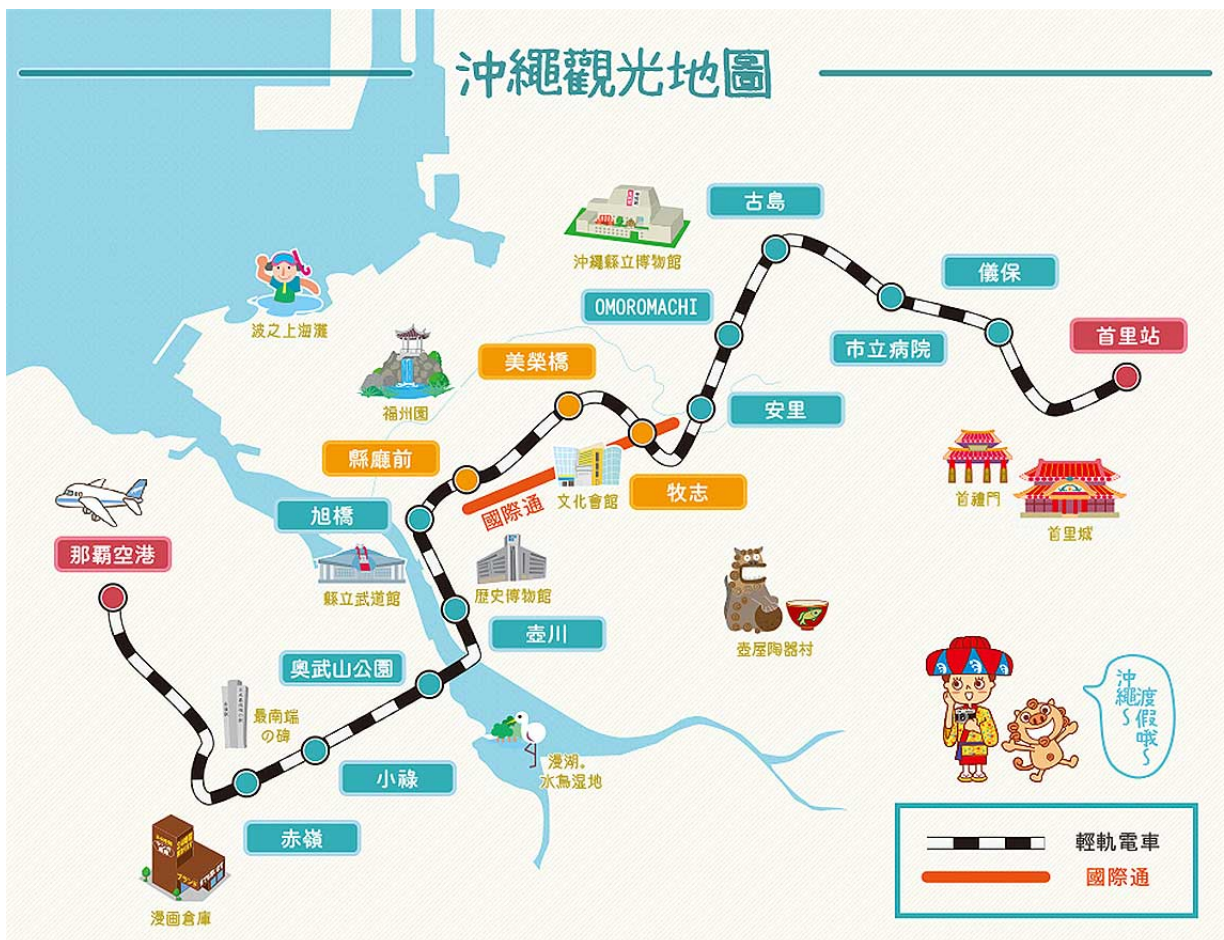 沖繩觀光地圖
古島
沖繩縣立博物館
儀保
OMOROMACHI
波之上海灘
首里站
市立病院
美榮橋
福州園
安里
縣廳前
牧志
文化會館
國際通
首禮門
首里城
旭橋
那霸空港
縣立武道館
歷史博物館
壺川
壺屋陶器村
奧武山公園
最南端
の碑
小祿
漫湖。
水鳥湿地
赤嶺
漫画倉庫
沖繩~
渡假哦~
輕軌電車
國際通